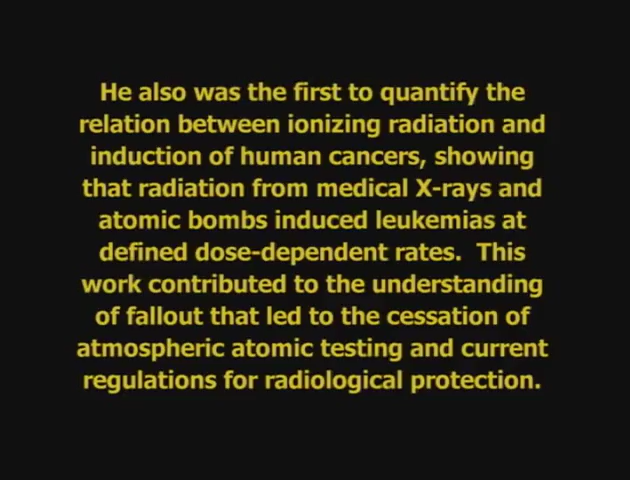 He also was the first to quantify the
relation between ionizing radiation and
induction of human cancers, showing
that radiation from medical X-rays and
atomic bombs induced leukemias at
defined dose-dependent rates.  This
work contributed to the understanding
of fallout that led to the cessation of
atmospheric atomic testing and current
regulations for radiological protection.